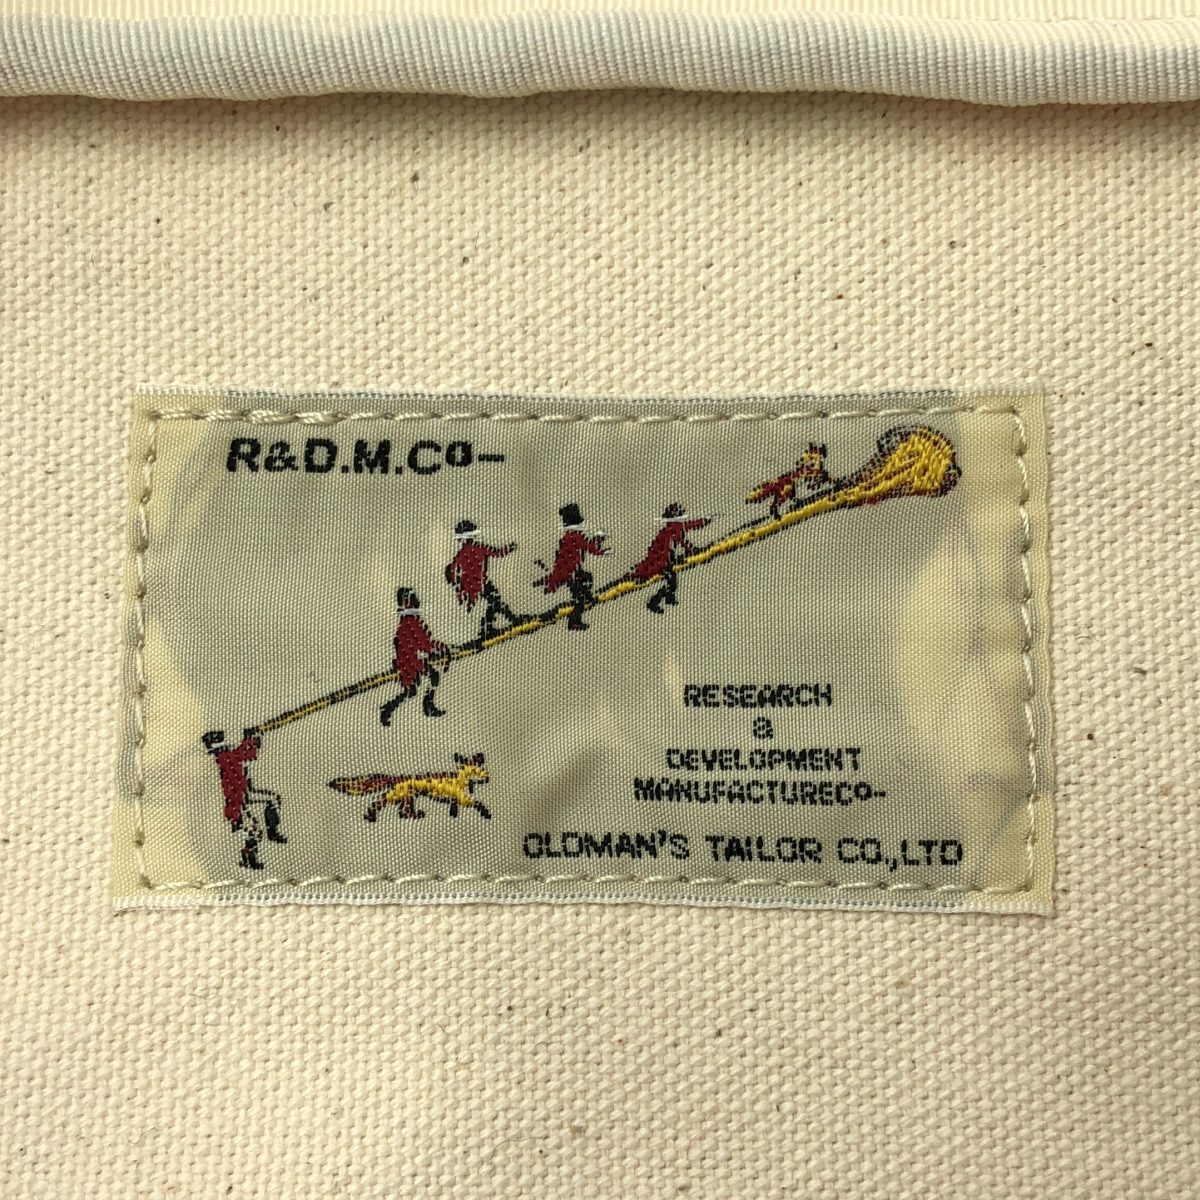 R&D.M.Co-
RESEARCH
&
DEVELOPMENT
MANUFACTURECo-
OLDMAN'S TAILOR CO.,LTD